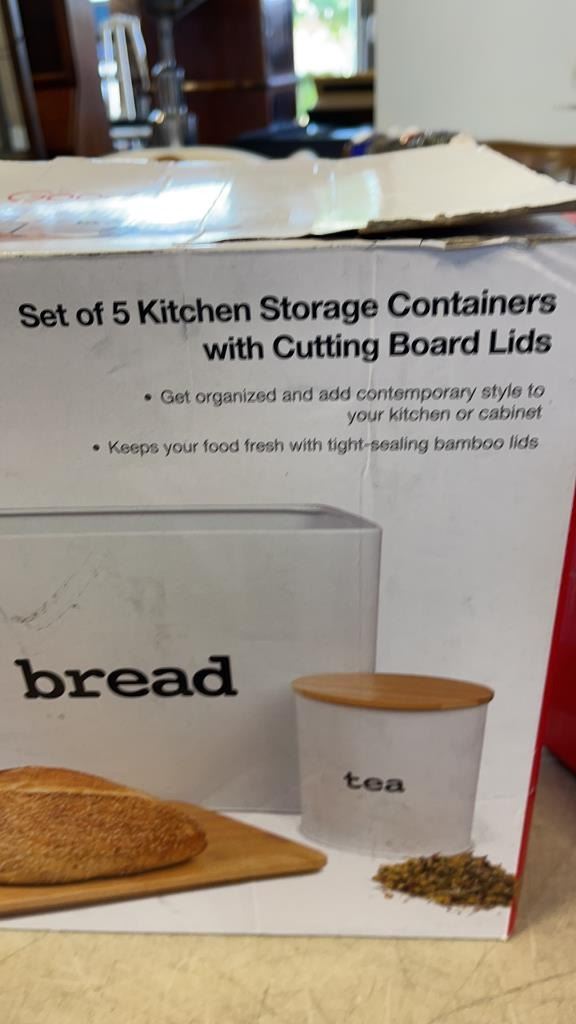 Set of 5 Kitchen Storage Containers
with Cutting Board Lids
• Get organized and add contemporary style to
your kitchen or cabinet
• Keeps your food fresh with tight-sealing bamboo lids
bread
tea